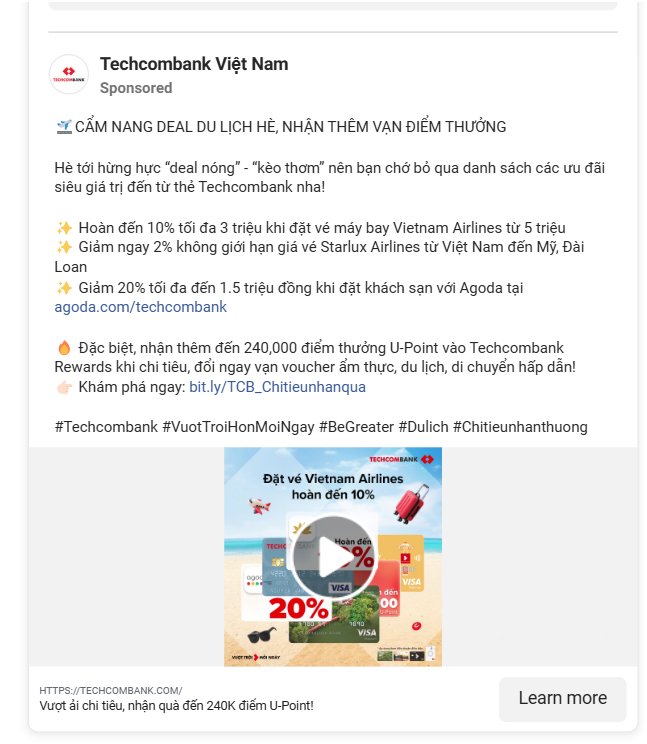 TECHCOMBANK
Techcombank Việt Nam
Sponsored
🛫CẨM NANG DEAL DU LỊCH HÈ, NHẬN THÊM VẠN ĐIỂM THƯỞNG
Hè tới hừng hực “deal nóng” - “kèo thơm” nên bạn chớ bỏ qua danh sách các ưu đãi
siêu giá trị đến từ thẻ Techcombank nha!
✨ Hoàn đến 10% tối đa 3 triệu khi đặt vé máy bay Vietnam Airlines từ 5 triệu
✨ Giảm ngay 2% không giới hạn giá vé Starlux Airlines từ Việt Nam đến Mỹ, Đài
Loan
✨ Giảm 20% tối đa đến 1.5 triệu đồng khi đặt khách sạn với Agoda tại
agoda.com/techcombank
🔥 Đặc biệt, nhận thêm đến 240,000 điểm thưởng U-Point vào Techcombank
Rewards khi chi tiêu, đổi ngay vạn voucher ẩm thực, du lịch, di chuyển hấp dẫn!
👉🏻 Khám phá ngay: bit.ly/TCB_Chitieunhanqua
#Techcombank #VuotTroiHonMoiNgay #BeGreater #Dulich #Chitieunhanthuong
TECHCOMBANK
Đặt vé Vietnam Airlines
hoàn đến 10%
Hoàn đến
%
TECHC
agod
VISA
VISA
20%
đến
00
U-Point
VISA
VƯỢT TRỘI MỖI NGÀY
HTTPS://TECHCOMBANK.COM/
Vượt ải chi tiêu, nhận quà đến 240K điểm U-Point!
Learn more